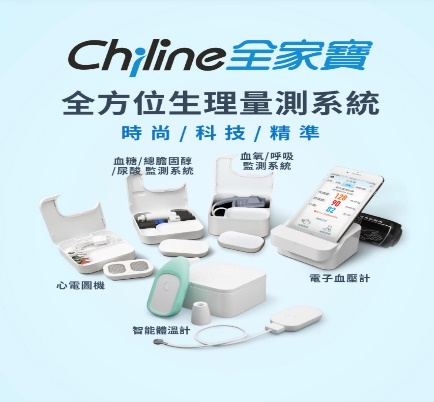 Chiline全家寶
全方位生理量測系統
時尚/科技/精準
血糖/總膽固醇
/尿酸 監測系統
血氧/呼吸
監測系統
120
90
82
心電圖機
電子血壓計
智能體溫計